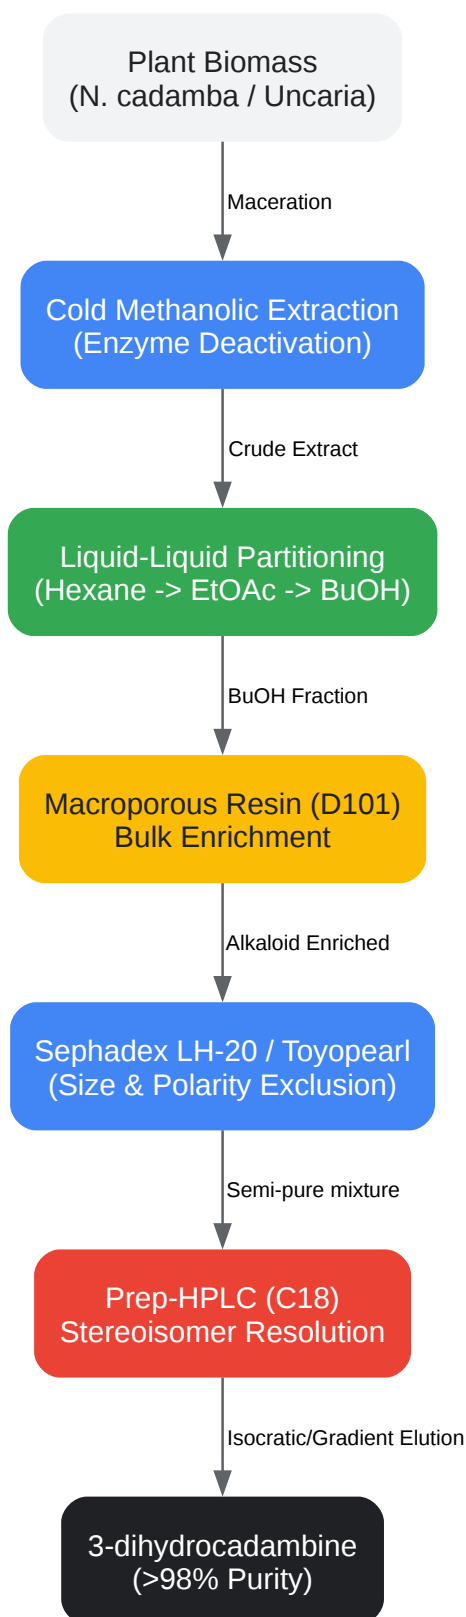 Plant Biomass
(N. cadamba / Uncaria)
Maceration
Cold Methanolic Extraction
(Enzyme Deactivation)
Crude Extract
Liquid-Liquid Partitioning
(Hexane -> EtOAc -> BuOH)
BuOH Fraction
Macroporous Resin (D101)
Bulk Enrichment
Alkaloid Enriched
Sephadex LH-20 / Toyopearl
(Size & Polarity Exclusion)
Semi-pure mixture
Prep-HPLC (C18)
Stereoisomer Resolution
Isocratic/Gradient Elution
3-dihydrocadambine
(>98% Purity)